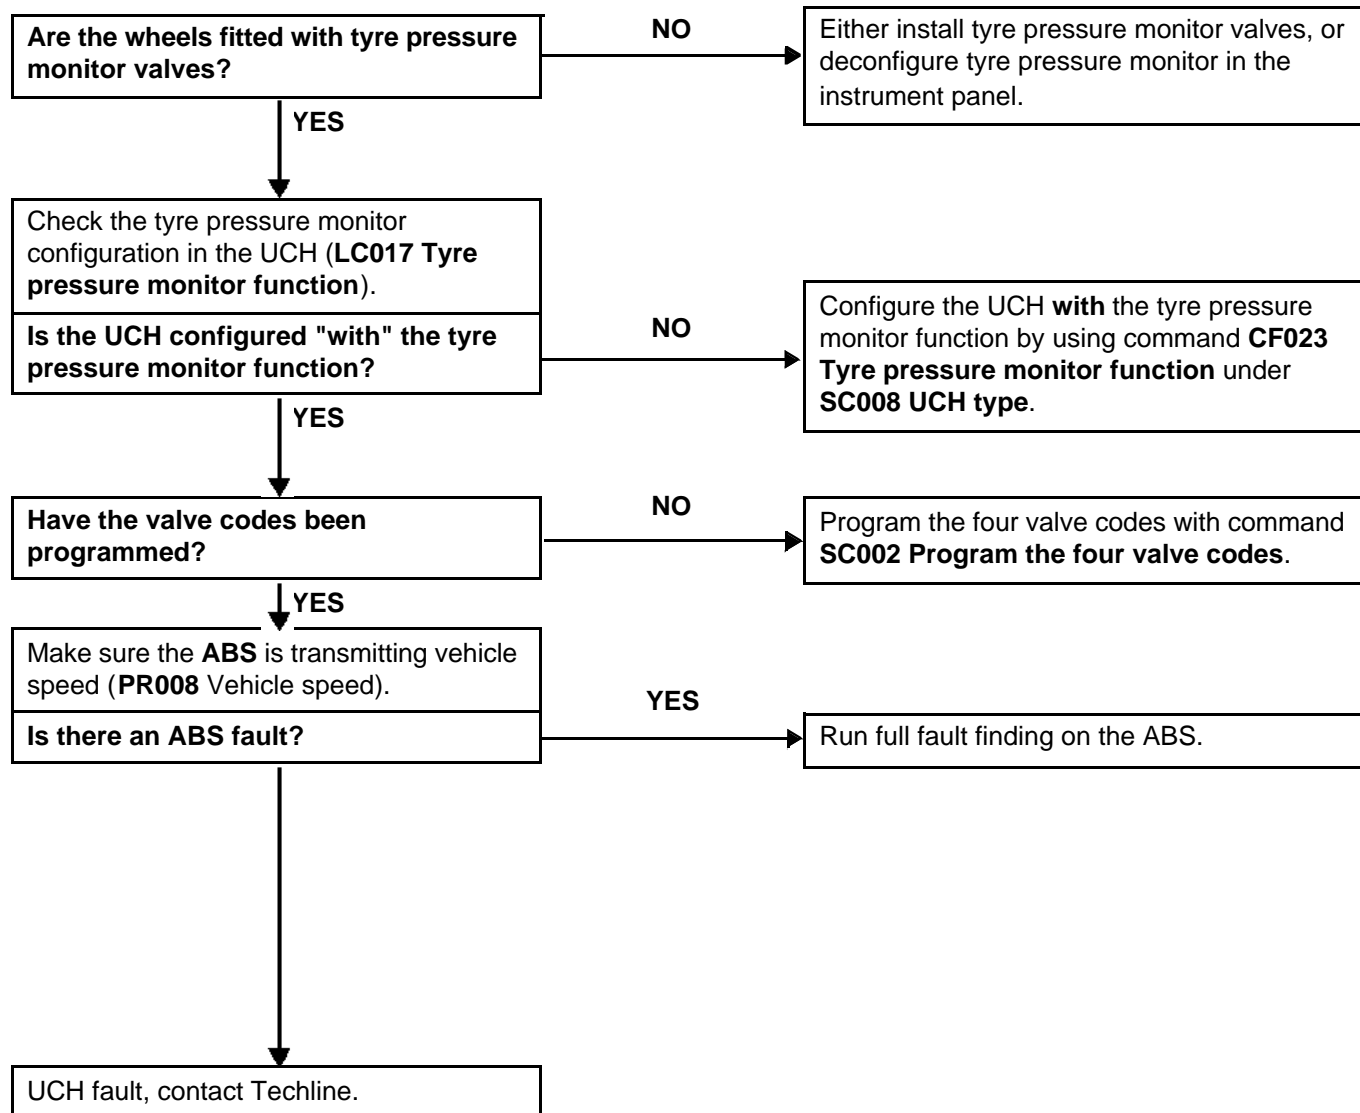 Are the wheels fitted with tyre pressure
monitor valves?
NO
Either install tyre pressure monitor valves, or
deconfigure tyre pressure monitor in the
instrument panel.
YES
Check the tyre pressure monitor
configuration in the UCH (LC017 Tyre
pressure monitor function).
Is the UCH configured "with" the tyre
pressure monitor function?
NO
Configure the UCH with the tyre pressure
monitor function by using command CF023
Tyre pressure monitor function under
SC008 UCH type.
YES
Have the valve codes been
programmed?
NO
Program the four valve codes with command
SC002 Program the four valve codes.
YES
Make sure the ABS is transmitting vehicle
speed (PR008 Vehicle speed).
Is there an ABS fault?
YES
Run full fault finding on the ABS.
UCH fault, contact Techline.